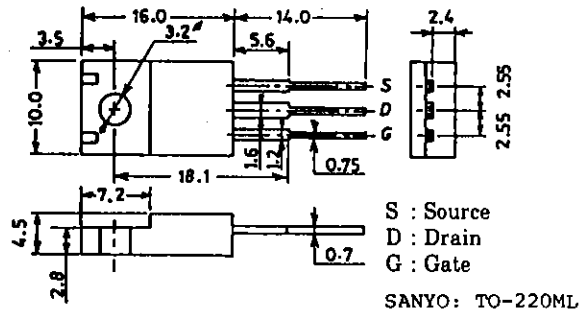 16.0 14.0
3.5 3.2 5.6 2.4
S
D
G
10.0
2.55
2.55
1.6
1.2
0.75
18.1
7.2
4.5
2.8
0.7
S : Source
D : Drain
G : Gate
SANYO: TO-220ML